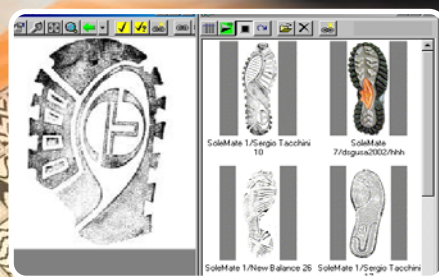 SoleMate 1/Sergio Tacchini
10
SoleMate
7/dsgusa2002/hhh
SoleMate 1/New Balance 26
SoleMate 1/Sergio Tacchini